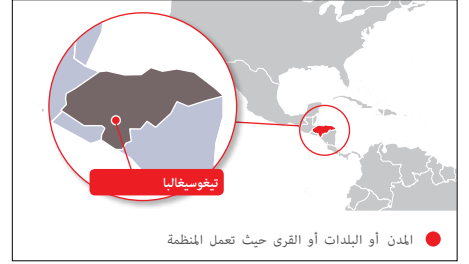 تيغوسيغالبا
المدن أو البلدات أو القرى حيث تعمل المنظمة